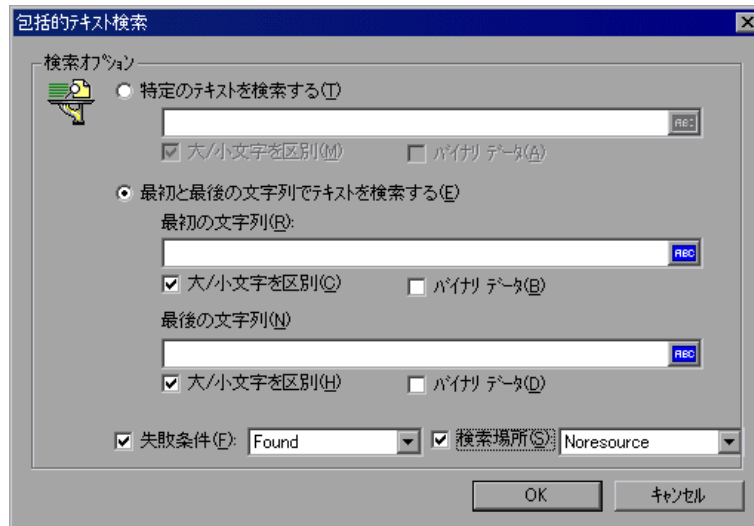 包括的テキスト検索
検索オプション
特定のテキストを検索する(T)
ABC
大/小文字を区別(M) バイナリ データ(A)
最初と最後の文字列でテキストを検索する(E)
最初の文字列(R):
ABC
大/小文字を区別(C) バイナリ データ(B)
最後の文字列(N)
ABC
大/小文字を区別(H) バイナリ データ(D)
失敗条件(F): Found 検索場所(S): Noresource
OK キャンセル